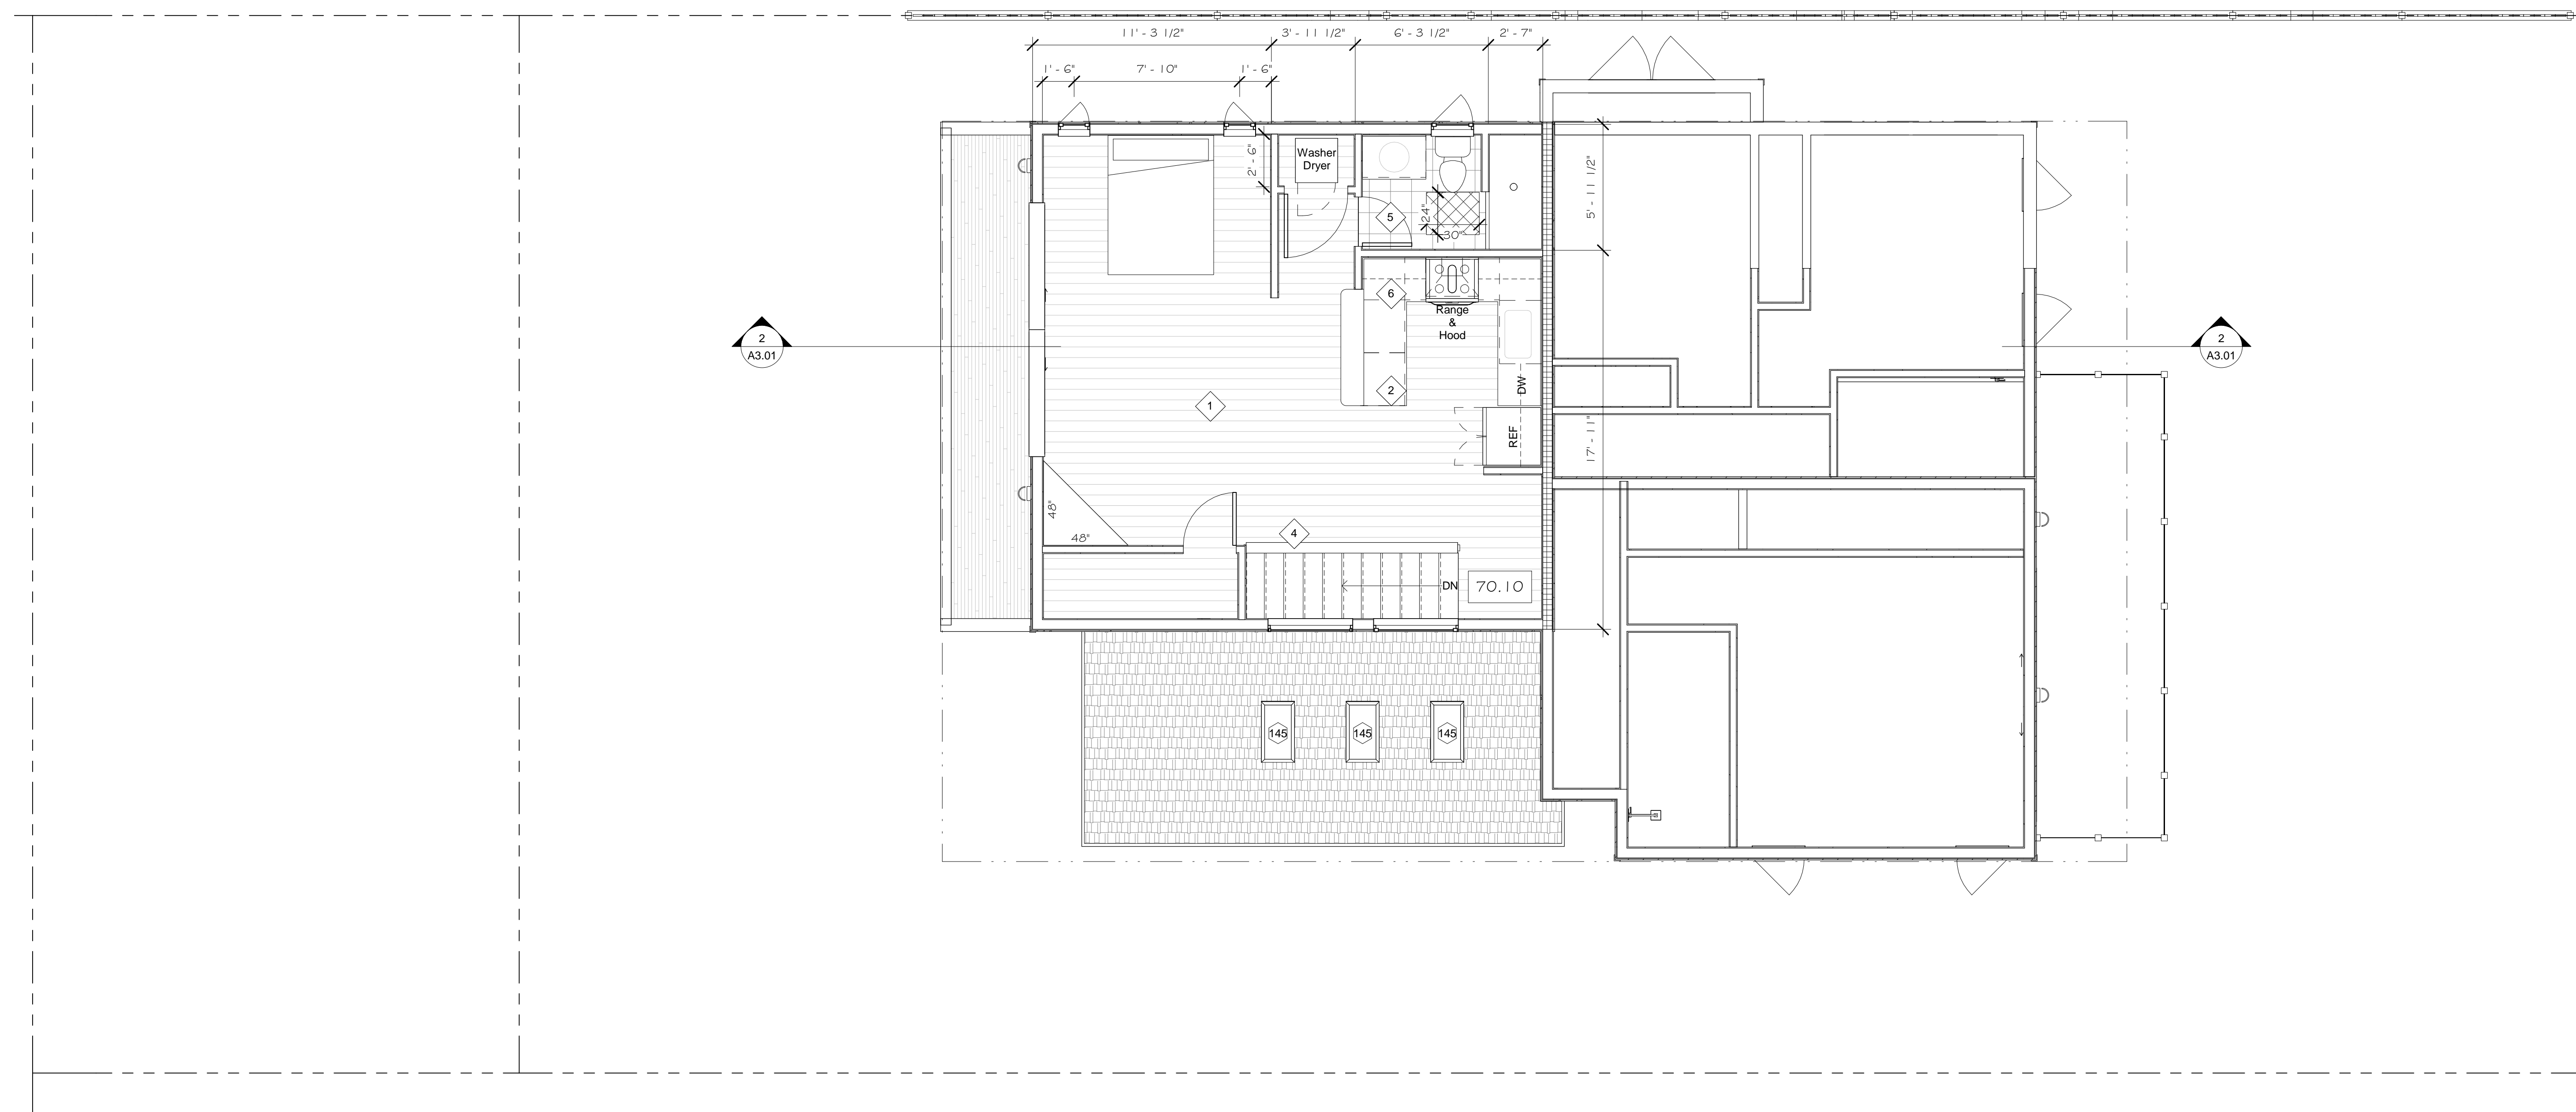 11' - 3 1/2"
3' - 11 1/2"
6' - 3 1/2"
2' - 7"
1' - 6"
7' - 10"
1' - 6"
2' - 6"
Washer
Dryer
5' - 11 1/2"
5
24"
30"
6
Range
&
Hood
2
A3.01
2
A3.01
DW
2
1
REF
17' - 11"
48"
48"
4
DN
70.10
145
145
145